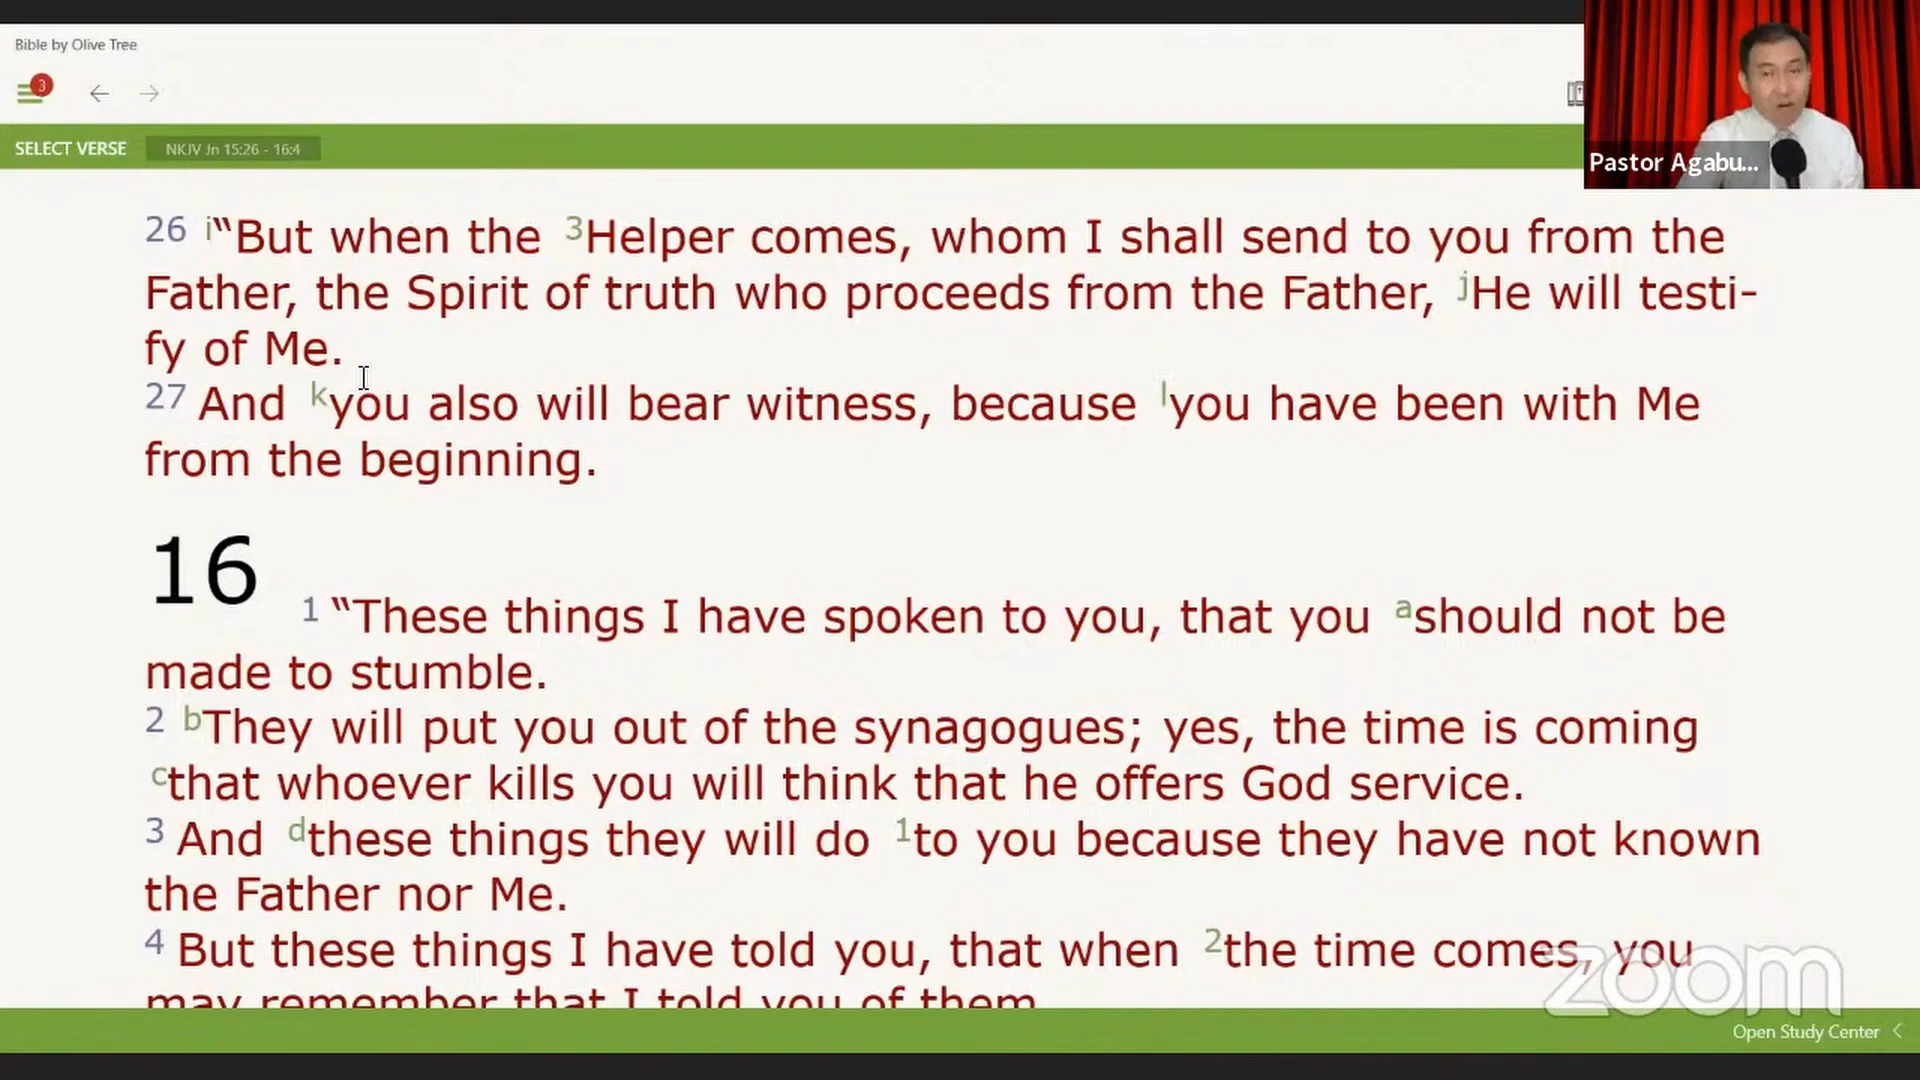 Bible by Olive Tree
3
SELECT VERSE NKJV Jn 15:26 - 16:4
Pastor Agabu...
26 i“But when the 3Helper comes, whom I shall send to you from the
Father, the Spirit of truth who proceeds from the Father, jHe will testi-
fy of Me.
27 And kyou also will bear witness, because lyou have been with Me
from the beginning.
16
1 “These things I have spoken to you, that you ashould not be
made to stumble.
2 bThey will put you out of the synagogues; yes, the time is coming
cthat whoever kills you will think that he offers God service.
3 And dthese things they will do 1to you because they have not known
the Father nor Me.
4 But these things I have told you, that when 2the time comes, you
may remember that I told you of them
zoom
Open Study Center